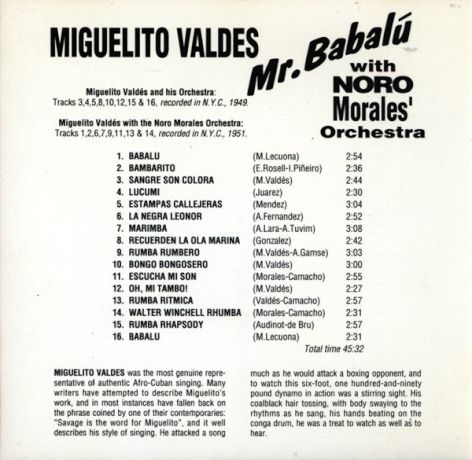 MIGUELITO VALDES
Mr. Babalú
with
NORO
Morales'
Orchestra
Miguelito Valdés and his Orchestra:
Tracks 3,4,5,8,10,12,15 & 16, recorded in N.Y.C., 1949.
Miguelito Valdés with the Noro Morales Orchestra:
Tracks 1,2,6,7,9,11,13 & 14, recorded in N.Y.C., 1951.
1. BABALU (M.Lecuona) 2:54
2. BAMBARITO (E.Rosell-I.Piñeiro) 2:36
3. SANGRE SON COLORA (M.Valdés) 2:44
4. LUCUMI (Juarez) 2:30
5. ESTAMPAS CALLEJERAS (Mendez) 3:04
6. LA NEGRA LEONOR (A.Fernandez) 2:52
7. MARIMBA (A.Lara-A.Tuvim) 3:08
8. RECUERDEN LA OLA MARINA (Gonzalez) 2:42
9. RUMBA RUMBERO (M.Valdés-A.Gamse) 3:03
10. BONGO BONGOSERO (M.Valdés) 3:00
11. ESCUCHA MI SON (Morales-Camacho) 2:55
12. OH, MI TAMBO! (M.Valdés) 2:27
13. RUMBA RITMICA (Valdés-Camacho) 2:57
14. WALTER WINCHELL RHUMBA (Morales-Camacho) 2:31
15. RUMBA RHAPSODY (Audinot-de Bru) 2:57
16. BABALU (M.Lecuona) 2:31
Total time 45:32
MIGUELITO VALDES was the most genuine repre-
sentative of authentic Afro-Cuban singing. Many
writers have attempted to describe Miguelito's
work, and in most instances have fallen back on
the phrase coined by one of their contemporaries:
"Savage is the word for Miguelito", and it well
describes his style of singing. He attacked a song
much as he would attack a boxing opponent, and
to watch this six-foot, one hundred-and-ninety
pound dynamo in action was a stirring sight. His
coalblack hair tossing, with body swaying to the
rhythms as he sang, his hands beating on the
conga drum, he was a treat to watch as well as to
hear.